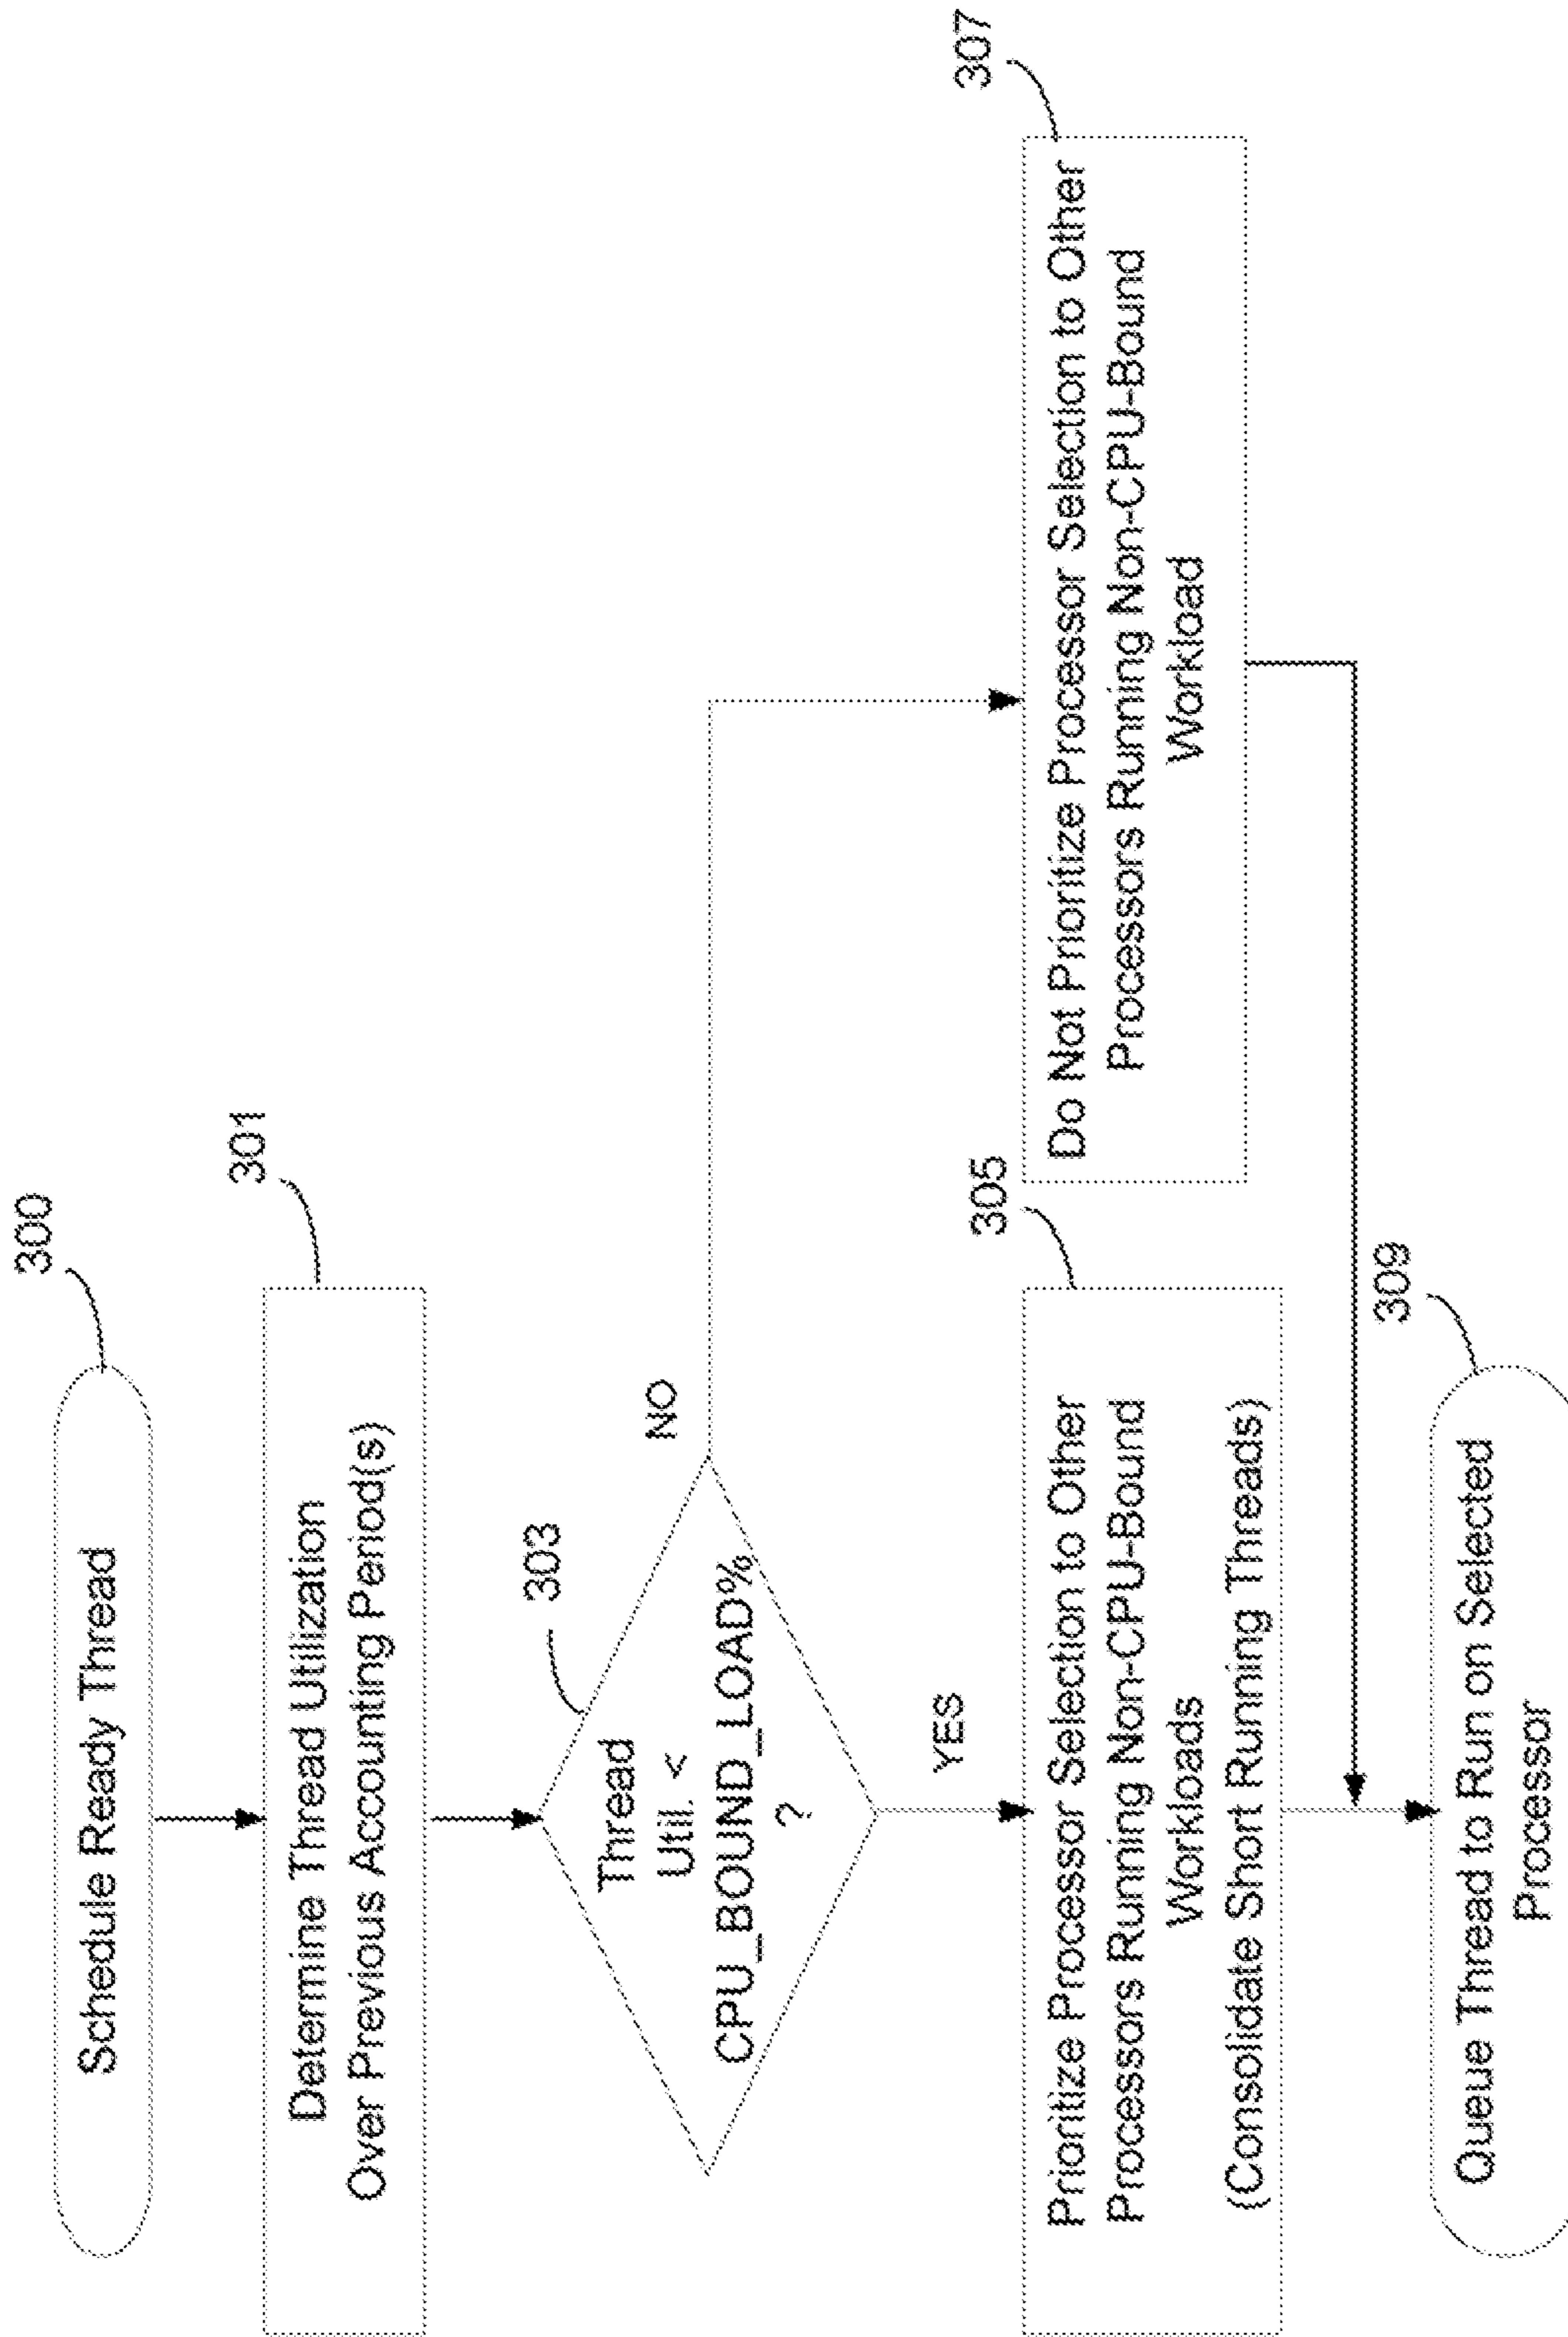 300
Schedule Ready Thread
301
Determine Thread Utilization
Over Previous Accounting Period(s)
303
Thread
Util. <
CPU_BOUND_LOAD%
?
NO
YES
305
Prioritize Processor Selection to Other
Processors Running Non-CPU-Bound
Workloads
(Consolidate Short Running Threads)
307
Do Not Prioritize Processor Selection to Other
Processors Running Non-CPU-Bound
Workload
309
Queue Thread to Run on Selected
Processor